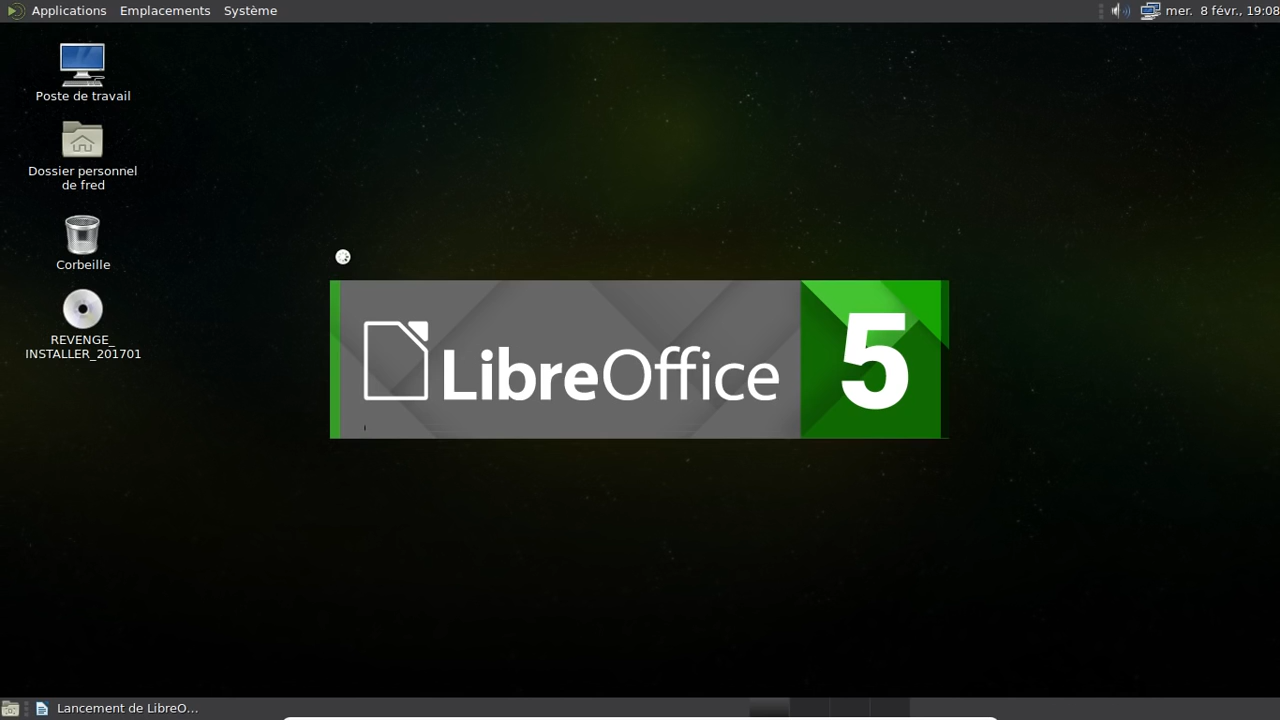 Applications Emplacements Système mer. 8 févr., 19:08
Poste de travail
Dossier personnel
de fred
Corbeille
REVENGE_
INSTALLER_201701
LibreOffice 5
Lancement de LibreO...